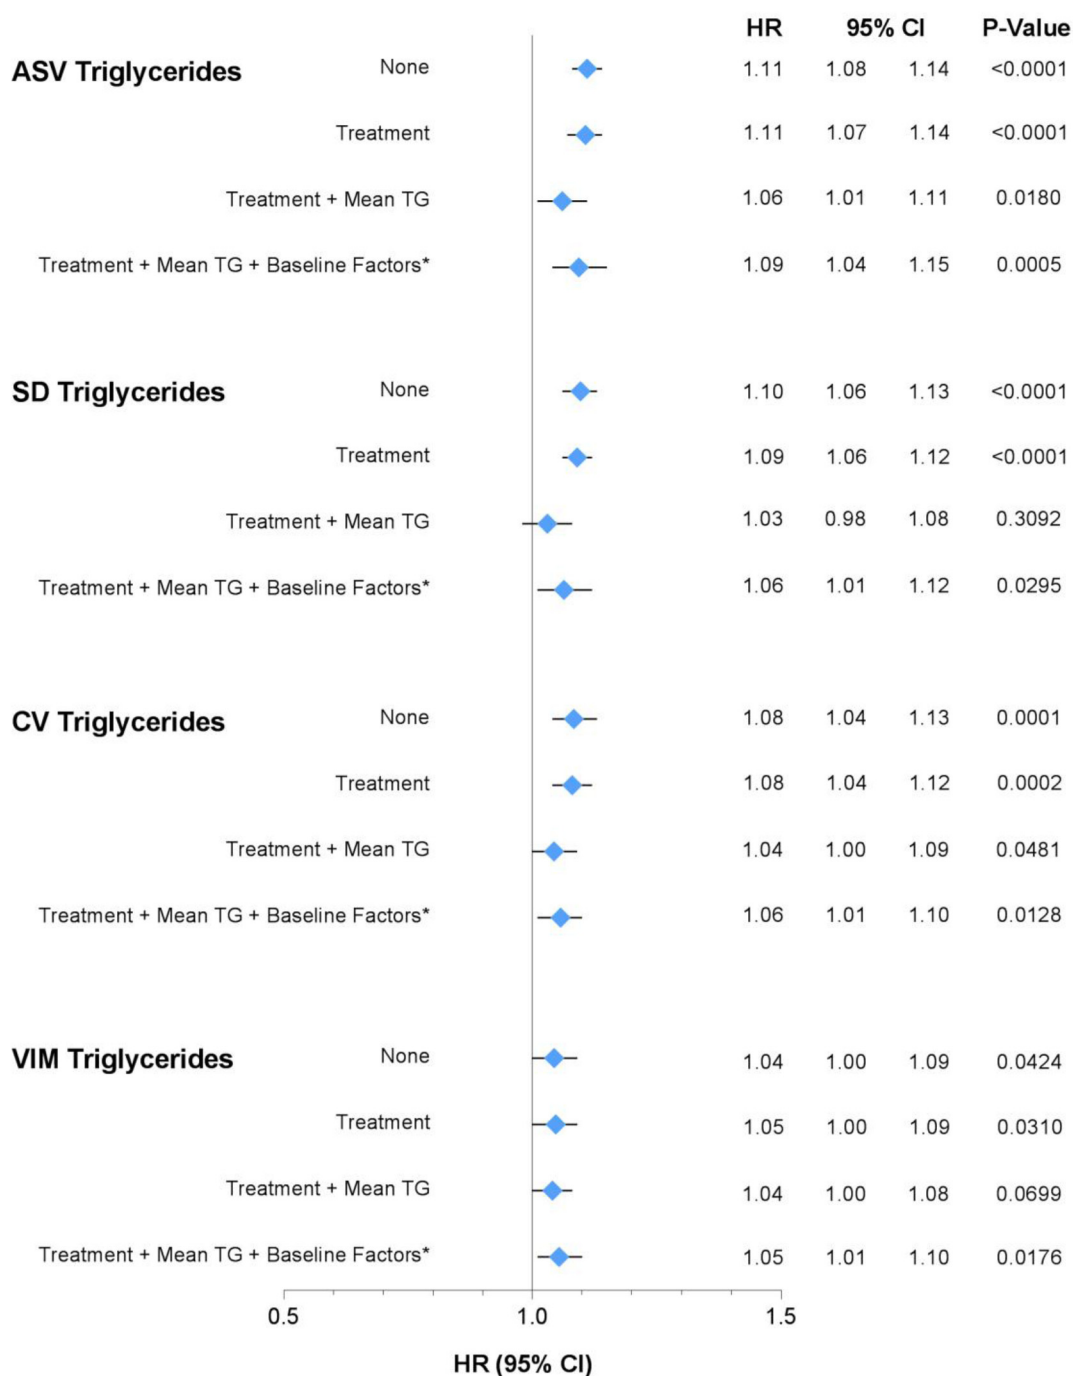 HR 95% CI P-Value
ASV Triglycerides None 1.11 1.08 1.14 <0.0001
Treatment 1.11 1.07 1.14 <0.0001
Treatment + Mean TG 1.06 1.01 1.11 0.0180
Treatment + Mean TG + Baseline Factors* 1.09 1.04 1.15 0.0005
SD Triglycerides None 1.10 1.06 1.13 <0.0001
Treatment 1.09 1.06 1.12 <0.0001
Treatment + Mean TG 1.03 0.98 1.08 0.3092
Treatment + Mean TG + Baseline Factors* 1.06 1.01 1.12 0.0295
CV Triglycerides None 1.08 1.04 1.13 0.0001
Treatment 1.08 1.04 1.12 0.0002
Treatment + Mean TG 1.04 1.00 1.09 0.0481
Treatment + Mean TG + Baseline Factors* 1.06 1.01 1.10 0.0128
VIM Triglycerides None 1.04 1.00 1.09 0.0424
Treatment 1.05 1.00 1.09 0.0310
Treatment + Mean TG 1.04 1.00 1.08 0.0699
Treatment + Mean TG + Baseline Factors* 1.05 1.01 1.10 0.0176
0.5 1.0 1.5
HR (95% CI)